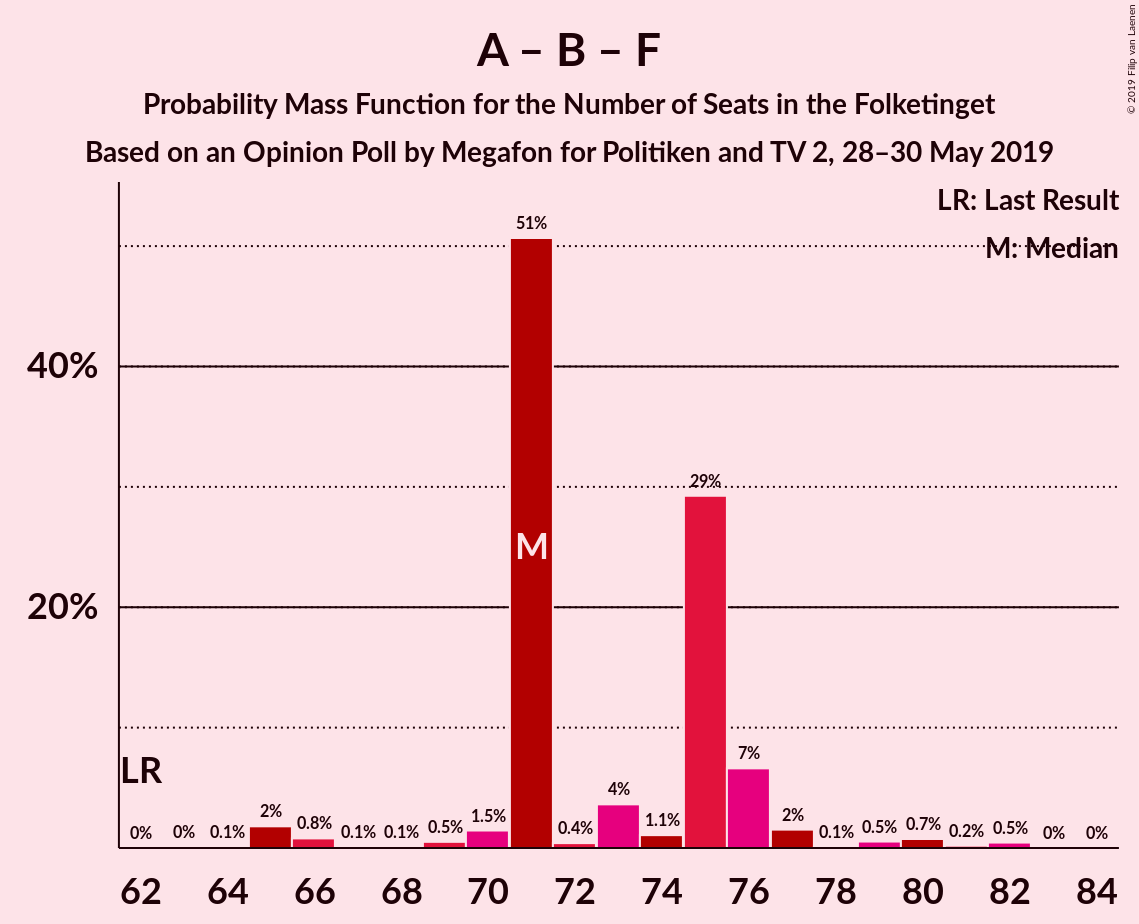 A – B – F
Probability Mass Function for the Number of Seats in the Folketinget
Based on an Opinion Poll by Megafon for Politiken and TV 2, 28–30 May 2019
© 2019 Filip van Laenen
LR: Last Result
M: Median
51%
40%
29%
M
20%
7%
LR
4%
2% 0.8% 1.5% 1.1% 2%
0% 0% 0.1% 0.1% 0.1% 0.5% 0.4% 0.1% 0.5% 0.7% 0.2% 0.5% 0% 0%
62 64 66 68 70 72 74 76 78 80 82 84